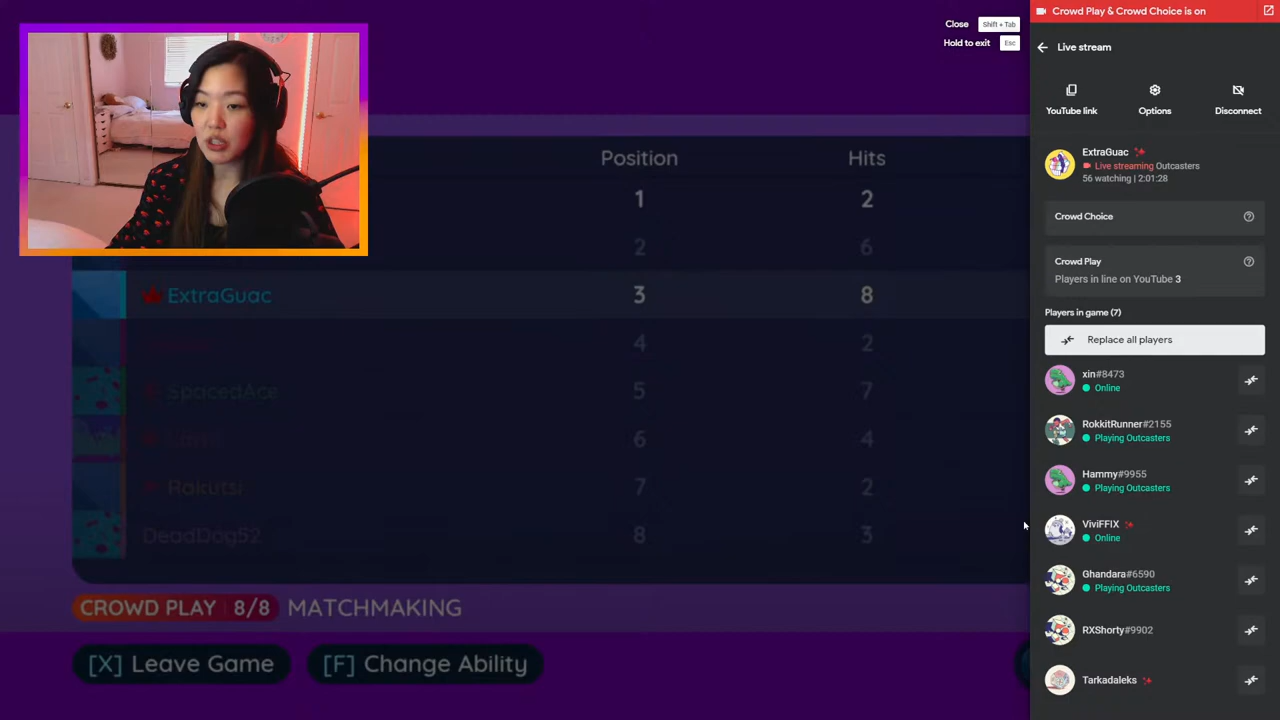 Crowd Play & Crowd Choice is on
Close Shift + Tab
Hold to exit Esc
Live stream
YouTube link
Options
Disconnect
ExtraGuac
Live streaming Outcasters
56 watching | 2:01:28
Crowd Choice
Crowd Play
Players in line on YouTube 3
Players in game (7)
Replace all players
xin#8473
Online
RokkitRunner#2155
Playing Outcasters
Hammy#9955
Playing Outcasters
ViviFFIX
Online
Ghandara#6590
Playing Outcasters
RXShorty#9902
Tarkadaleks
Position Hits
1 2
2 6
ExtraGuac 3 8
4 2
SpacedAce 5 7
6 4
Rakutsi 7 2
DeadDog52 8 3
CROWD PLAY 8/8 MATCHMAKING
[X] Leave Game [F] Change Ability